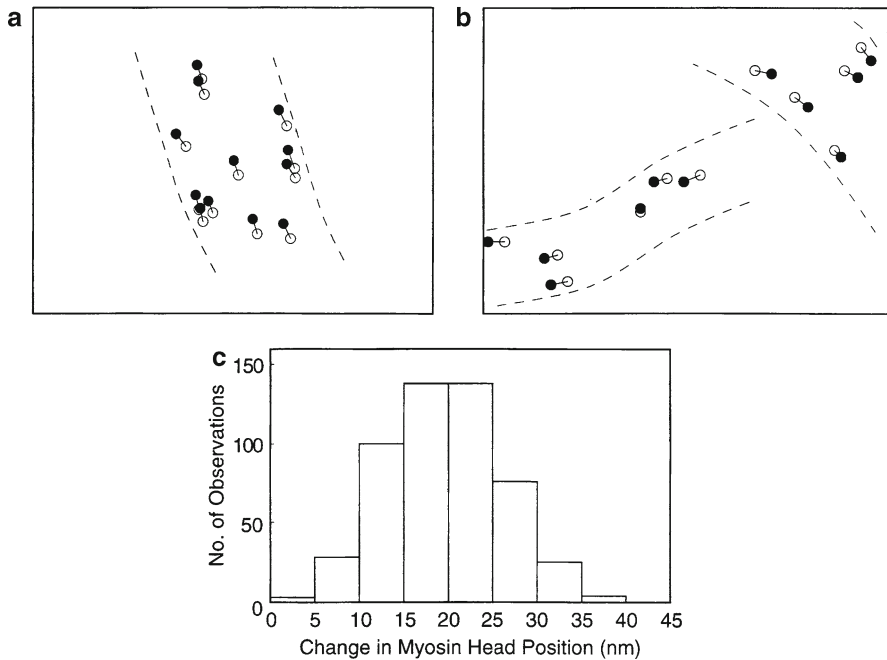 a
b
c
150
100
50
0
No. of Observations
0 5 10 15 20 25 30 35 40 45
Change in Myosin Head Position (nm)